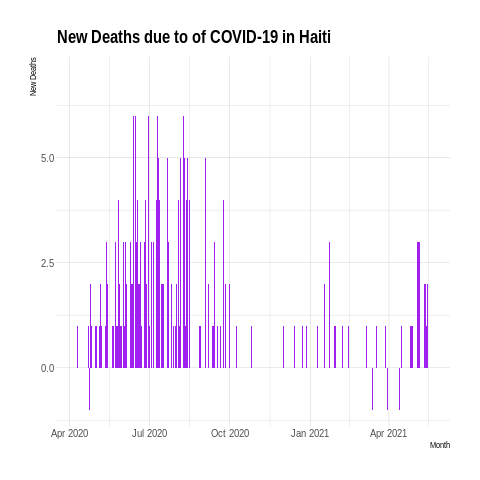 New Deaths due to of COVID-19 in Haiti
New Deaths
5.0
2.5
0.0
Apr 2020 Jul 2020 Oct 2020 Jan 2021 Apr 2021
Month